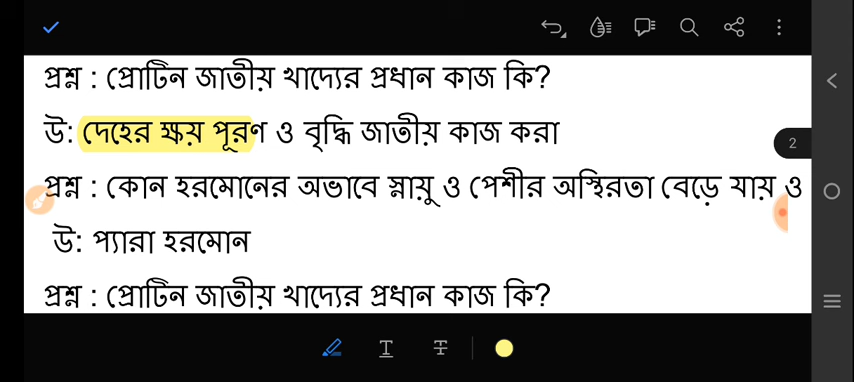 প্রশ্ন : প্রোটিন জাতীয় খাদ্যের প্রধান কাজ কি?
উ: দেহের ক্ষয় পূরণ ও বৃদ্ধি জাতীয় কাজ করা
2
প্রশ্ন : কোন হরমোনের অভাবে স্নায়ু ও পেশীর অস্থিরতা বেড়ে যায় ও
উ: প্যারা হরমোন
প্রশ্ন : প্রোটিন জাতীয় খাদ্যের প্রধান কাজ কি?
T T